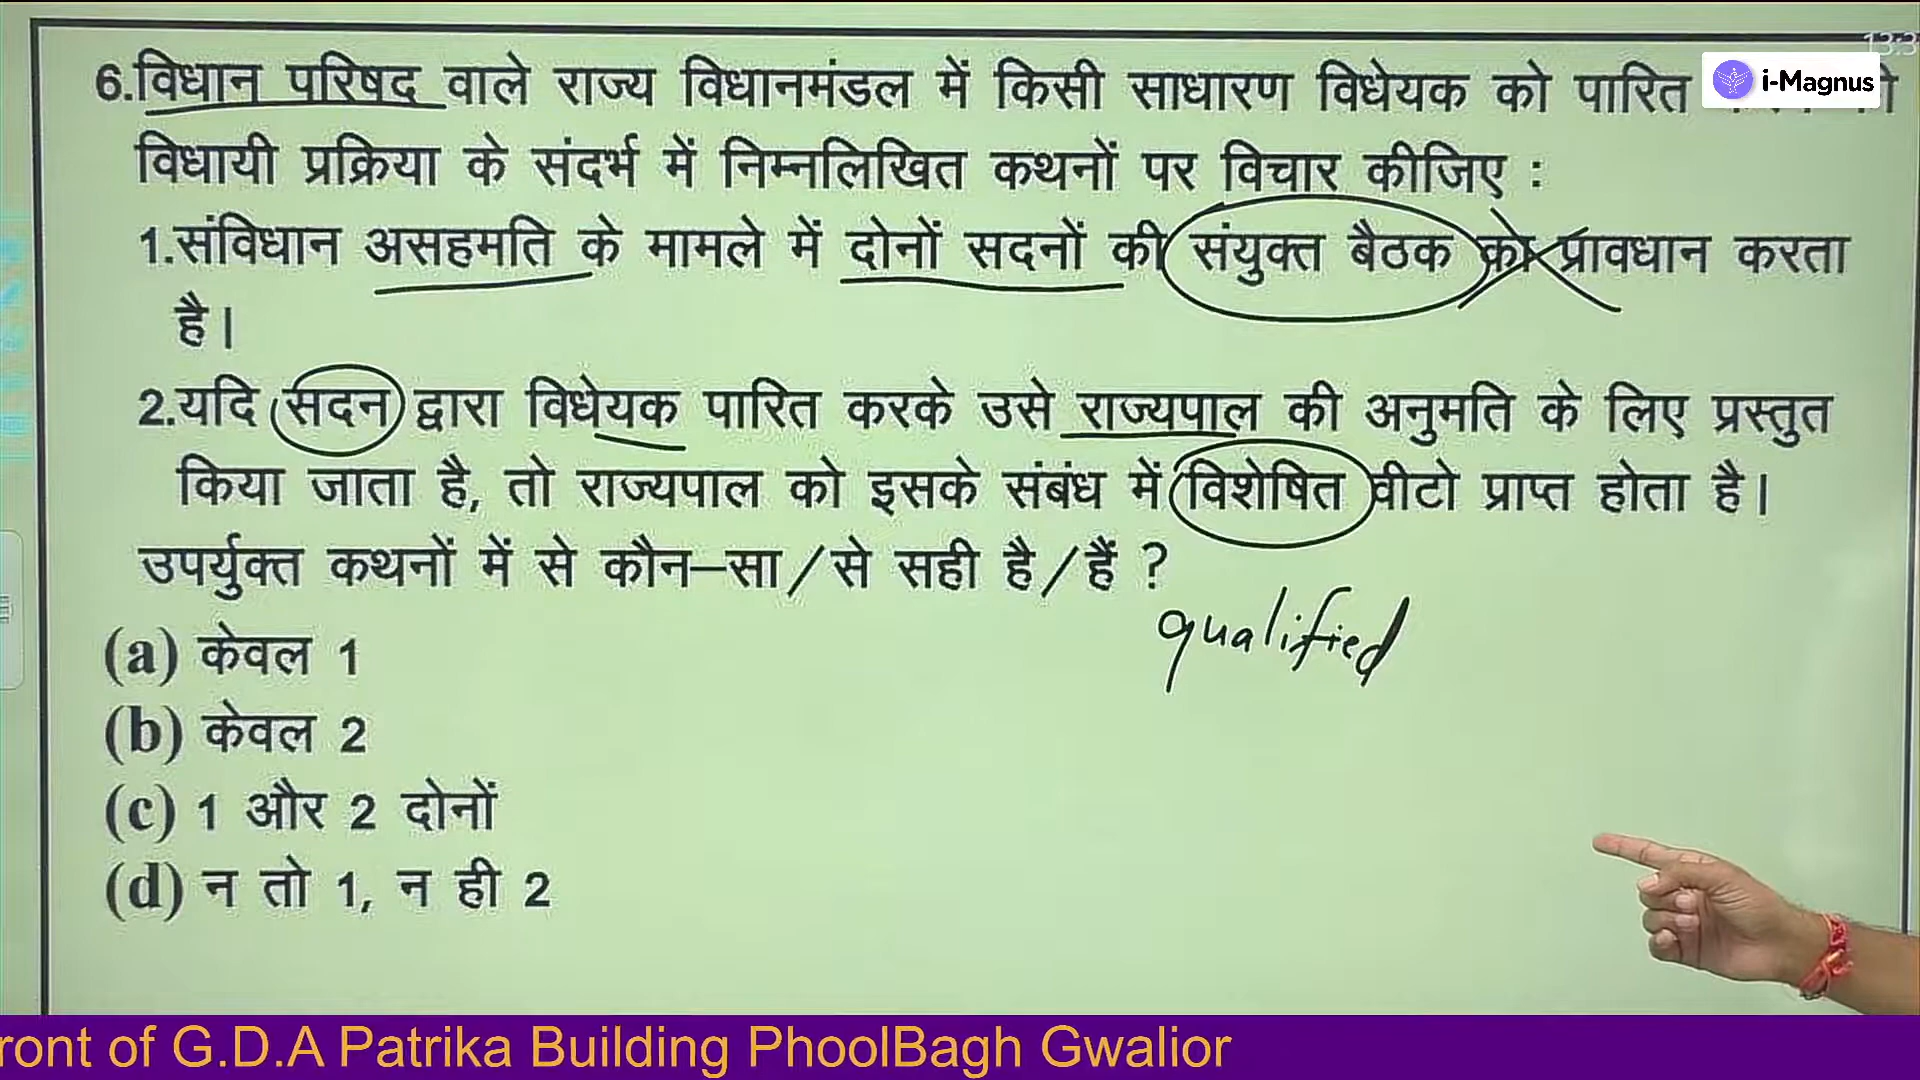 13:3
i-Magnus
6.विधान परिषद वाले राज्य विधानमंडल में किसी साधारण विधेयक को पारित
विधायी प्रक्रिया के संदर्भ में निम्नलिखित कथनों पर विचार कीजिए :
1.संविधान असहमति के मामले में दोनों सदनों की संयुक्त बैठक को प्रावधान करता
है।
2.यदि सदन द्वारा विधेयक पारित करके उसे राज्यपाल की अनुमति के लिए प्रस्तुत
किया जाता है, तो राज्यपाल को इसके संबंध में विशेषित वीटो प्राप्त होता है।
उपर्युक्त कथनों में से कौन–सा/से सही है/हैं ?
qualified
(a) केवल 1
(b) केवल 2
(c) 1 और 2 दोनों
(d) न तो 1, न ही 2
ront of G.D.A Patrika Building PhoolBagh Gwalior